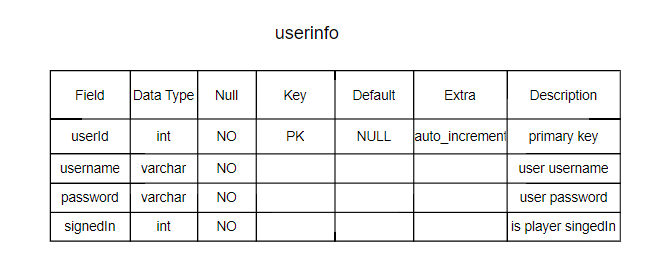 userinfo
Field Data Type Null Key Default Extra Description
userId int NO PK NULL auto_increment primary key
username varchar NO user username
password varchar NO user password
signedIn int NO is player singedIn